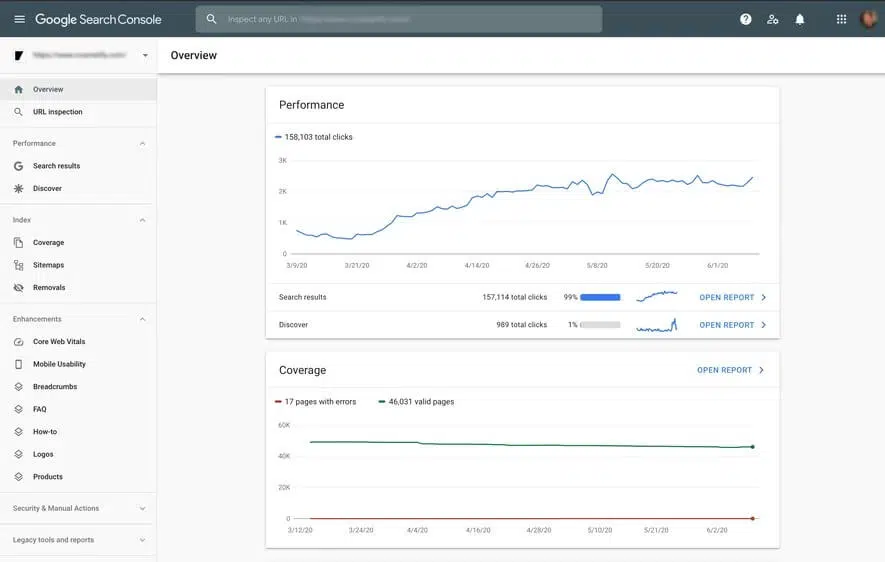 Google Search Console
Inspect any URL in
Overview
Overview
URL inspection
Performance
Search results
Discover
Index
Coverage
Sitemaps
Removals
Enhancements
Core Web Vitals
Mobile Usability
Breadcrumbs
FAQ
How-to
Logos
Products
Security & Manual Actions
Legacy tools and reports
Performance
158,103 total clicks
3K
2K
1K
0
3/9/20 3/21/20 4/2/20 4/14/20 4/26/20 5/8/20 5/20/20 6/1/20
Search results 157,114 total clicks 99% OPEN REPORT
Discover 989 total clicks 1% OPEN REPORT
Coverage OPEN REPORT
17 pages with errors 46,031 valid pages
60K
40K
20K
0
3/12/20 3/24/20 4/4/20 4/16/20 4/28/20 5/10/20 5/21/20 6/2/20